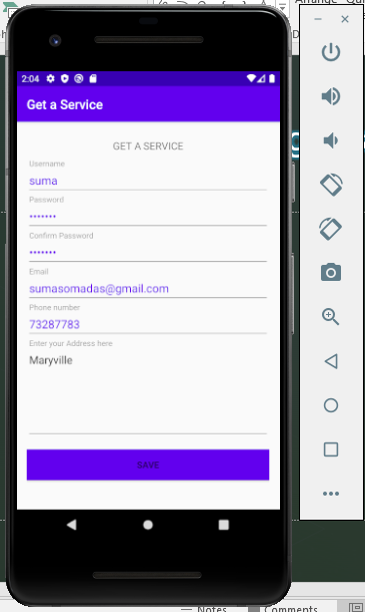 2:04
Get a Service
GET A SERVICE
Username
suma
Password
•••••••
Confirm Password
•••••••
Email
sumasomadas@gmail.com
Phone number
73287783
Enter your Address here
Maryville
SAVE
Notes
Comments